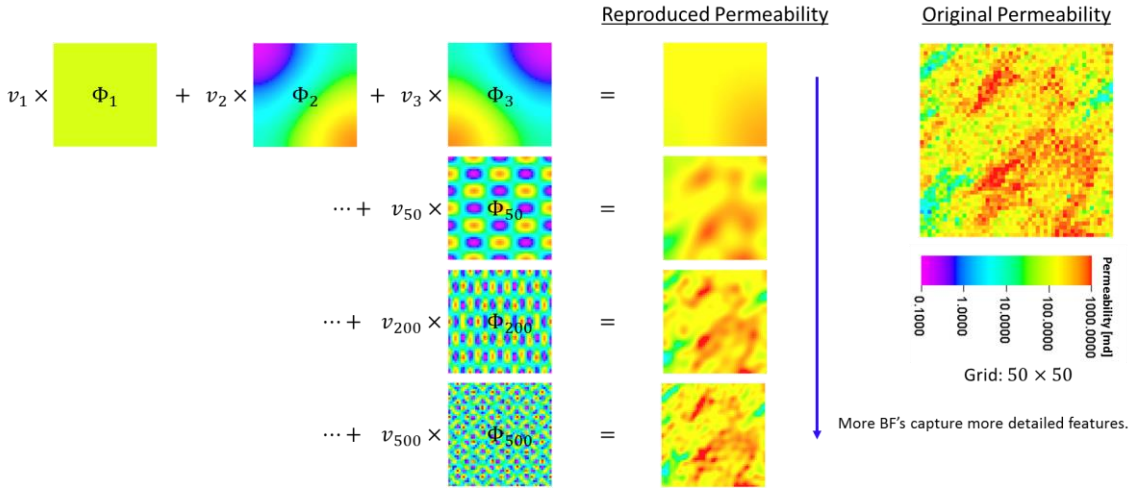 Reproduced Permeability
Original Permeability
v₁ × Φ₁ + v₂ × Φ₂ + v₃ × Φ₃ =
⋯ + v₅₀ × Φ₅₀ =
⋯ + v₂₀₀ × Φ₂₀₀ =
⋯ + v₅₀₀ × Φ₅₀₀ =
Permeability [md]
0.1000
1.0000
10.0000
100.0000
1000.0000
Grid: 50 × 50
More BF's capture more detailed features.